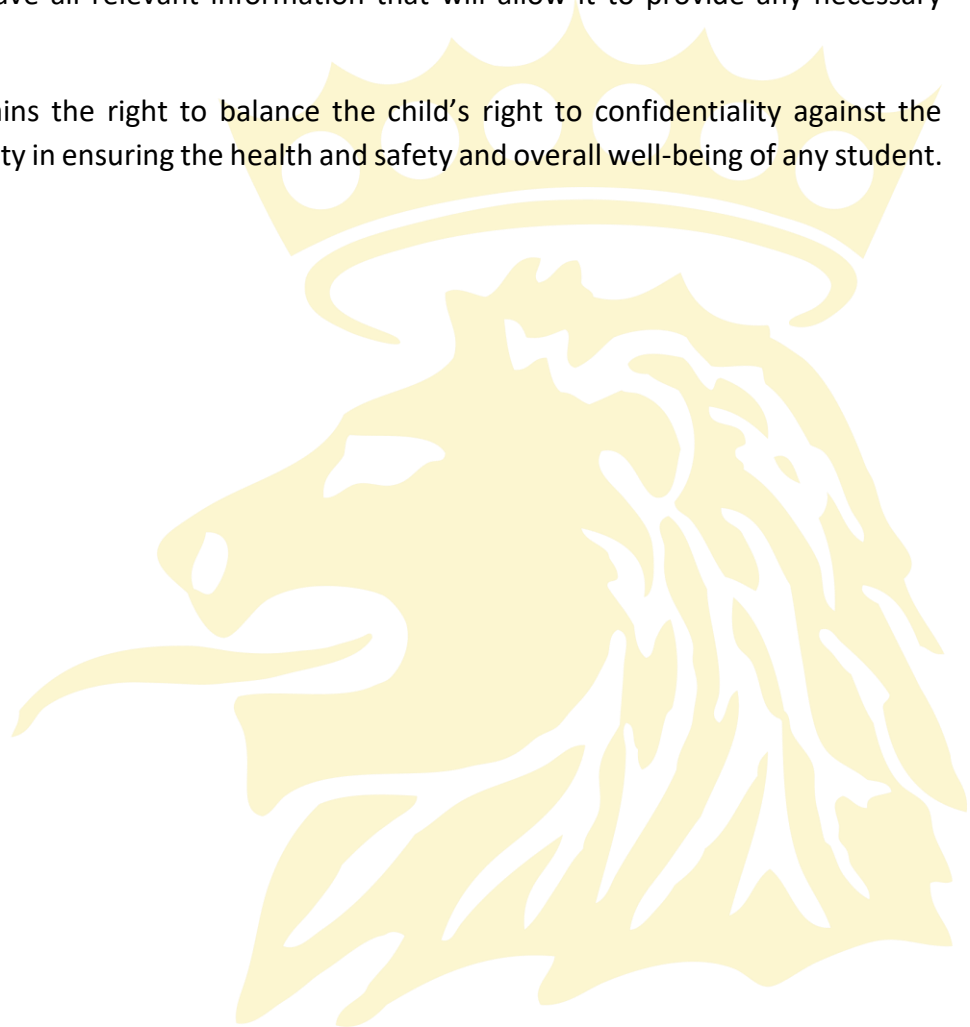 ave all relevant information that will allow it to provide any necessary
ins the right to balance the child’s right to confidentiality against the
ty in ensuring the health and safety and overall well-being of any student.